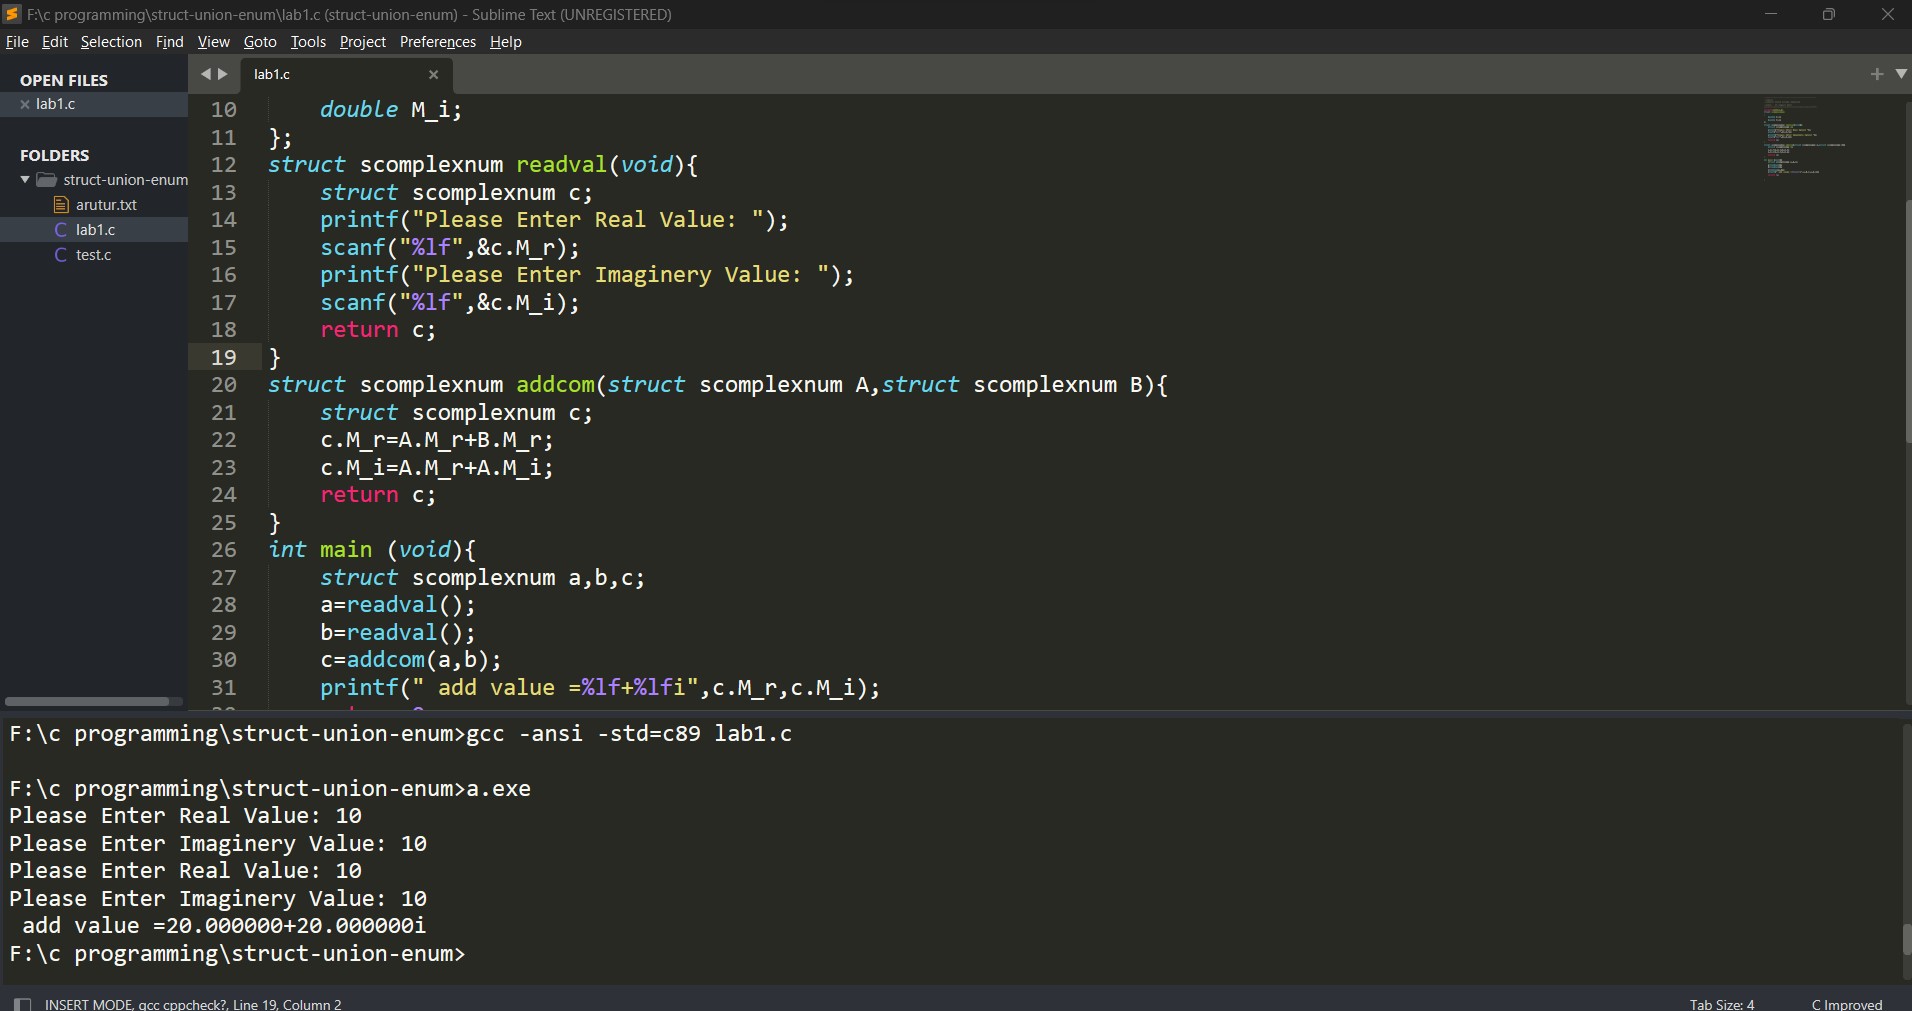 F:\c programming\struct-union-enum\lab1.c (struct-union-enum) - Sublime Text (UNREGISTERED)
File Edit Selection Find View Goto Tools Project Preferences Help
OPEN FILES
lab1.c
FOLDERS
struct-union-enum
arutur.txt
lab1.c
test.c
lab1.c
10 double M_i;
11 };
12 struct scomplexnum readval(void){
13 struct scomplexnum c;
14 printf("Please Enter Real Value: ");
15 scanf("%lf",&c.M_r);
16 printf("Please Enter Imaginery Value: ");
17 scanf("%lf",&c.M_i);
18 return c;
19 }
20 struct scomplexnum addcom(struct scomplexnum A,struct scomplexnum B){
21 struct scomplexnum c;
22 c.M_r=A.M_r+B.M_r;
23 c.M_i=A.M_r+A.M_i;
24 return c;
25 }
26 int main (void){
27 struct scomplexnum a,b,c;
28 a=readval();
29 b=readval();
30 c=addcom(a,b);
31 printf(" add value =%lf+%lfi",c.M_r,c.M_i);
F:\c programming\struct-union-enum>gcc -ansi -std=c89 lab1.c
F:\c programming\struct-union-enum>a.exe
Please Enter Real Value: 10
Please Enter Imaginery Value: 10
Please Enter Real Value: 10
Please Enter Imaginery Value: 10
add value =20.000000+20.000000i
F:\c programming\struct-union-enum>
INSERT MODE, gcc cppcheck?, Line 19, Column 2
Tab Size: 4
C Improved